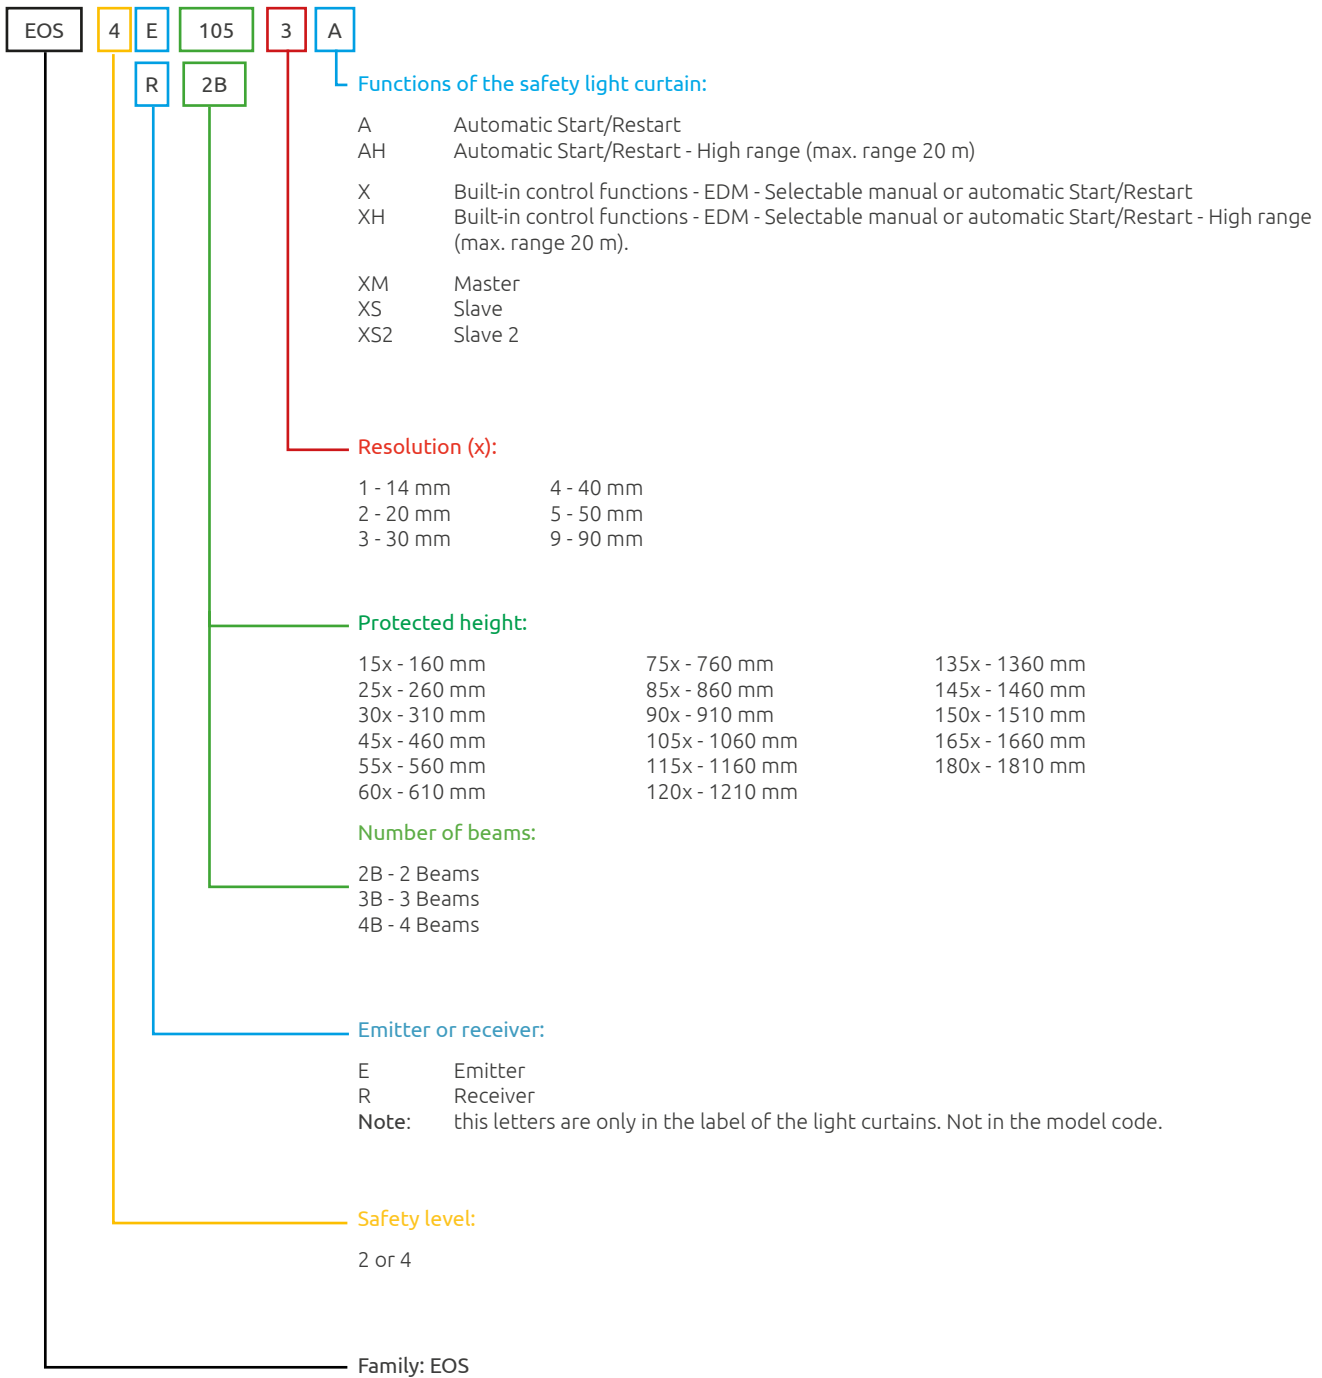 EOS 4 E 105 3 A
R 2B
Functions of the safety light curtain:
A Automatic Start/Restart
AH Automatic Start/Restart - High range (max. range 20 m)
X Built-in control functions - EDM - Selectable manual or automatic Start/Restart
XH Built-in control functions - EDM - Selectable manual or automatic Start/Restart - High range
(max. range 20 m).
XM Master
XS Slave
XS2 Slave 2
Resolution (x):
1 - 14 mm 4 - 40 mm
2 - 20 mm 5 - 50 mm
3 - 30 mm 9 - 90 mm
Protected height:
15x - 160 mm 75x - 760 mm 135x - 1360 mm
25x - 260 mm 85x - 860 mm 145x - 1460 mm
30x - 310 mm 90x - 910 mm 150x - 1510 mm
45x - 460 mm 105x - 1060 mm 165x - 1660 mm
55x - 560 mm 115x - 1160 mm 180x - 1810 mm
60x - 610 mm 120x - 1210 mm
Number of beams:
2B - 2 Beams
3B - 3 Beams
4B - 4 Beams
Emitter or receiver:
E Emitter
R Receiver
Note: this letters are only in the label of the light curtains. Not in the model code.
Safety level:
2 or 4
Family: EOS